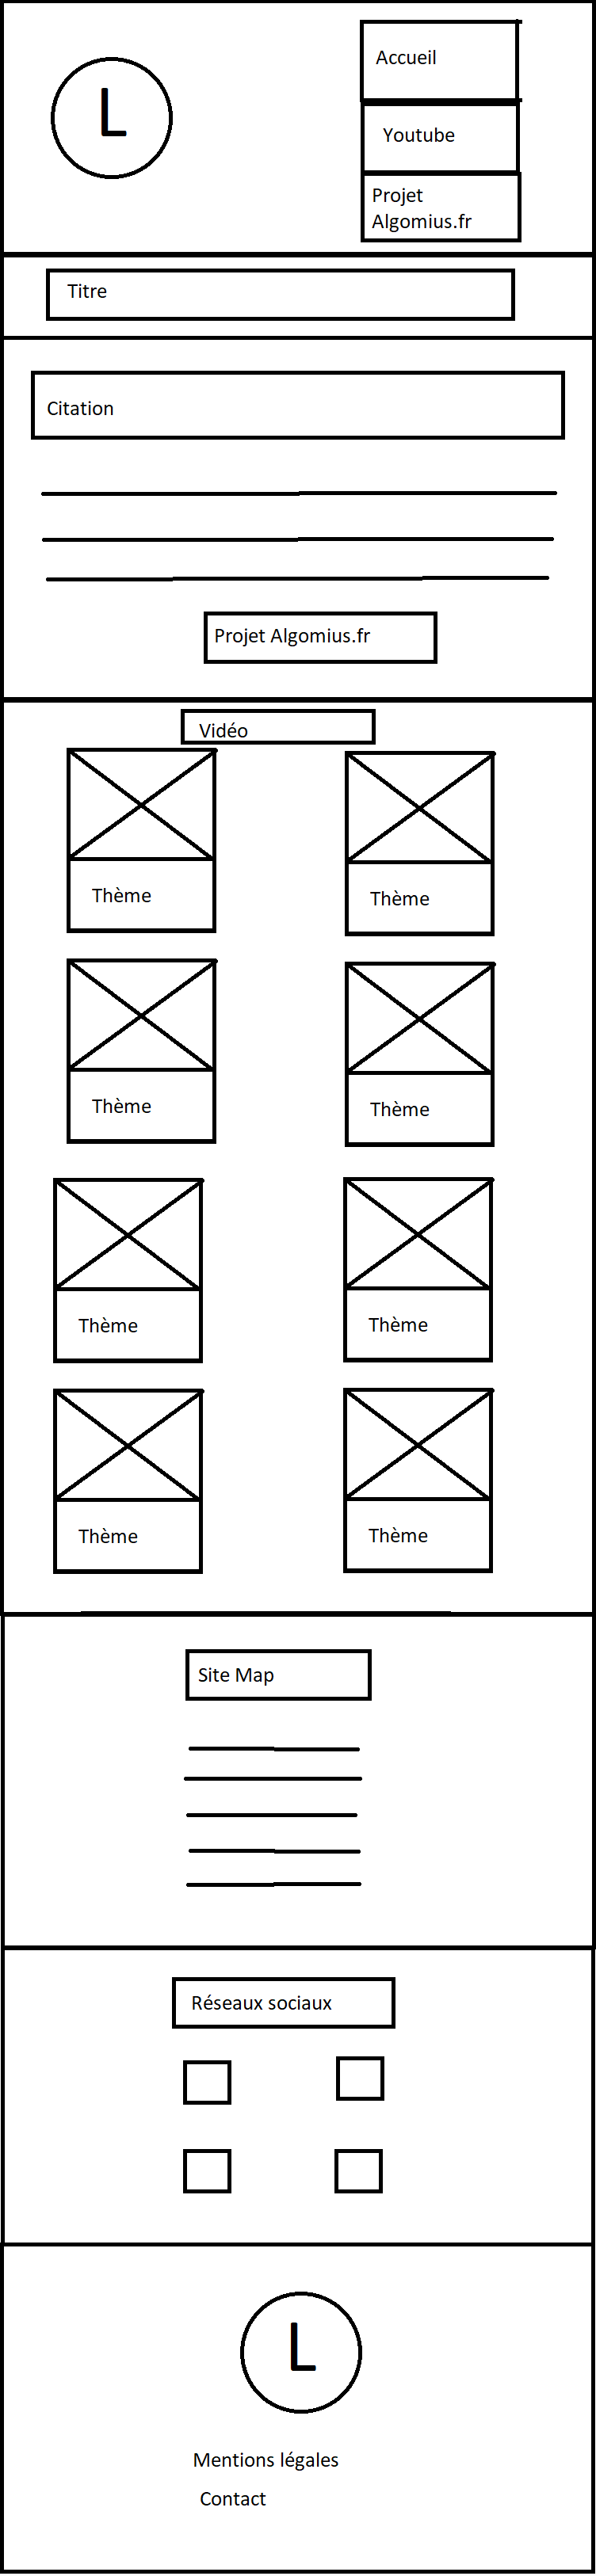 L
Accueil
Youtube
Projet
Algomius.fr
Titre
Citation
Projet Algomius.fr
Vidéo
Thème
Thème
Thème
Thème
Thème
Thème
Thème
Thème
Site Map
Réseaux sociaux
L
Mentions légales
Contact